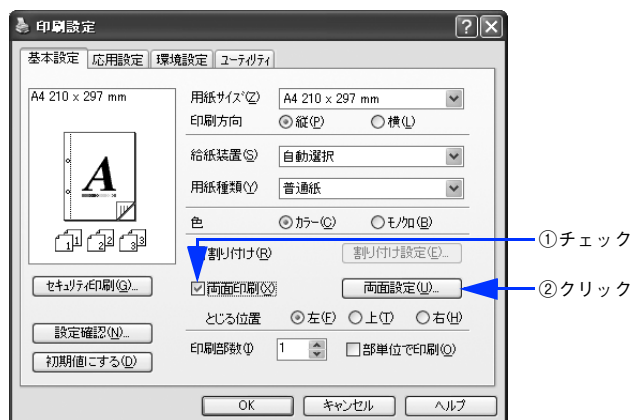 印刷設定
基本設定 応用設定 環境設定 ユーティリティ
A4 210 x 297 mm
用紙サイズ(Z) A4 210 x 297 mm
印刷方向 縦(P) 横(L)
給紙装置(S) 自動選択
用紙種類(Y) 普通紙
A
1 1 2 2 3 3
色 カラー(C) モノクロ(B)
割り付け(R) 割り付け設定(E)...
①チェック
セキュリティ印刷(G)...
両面印刷(X) 両面設定(U)...
②クリック
とじる位置 左(F) 上(T) 右(H)
設定確認(N)...
印刷部数(I) 1 部単位で印刷(O)
初期値にする(D)
OK キャンセル ヘルプ